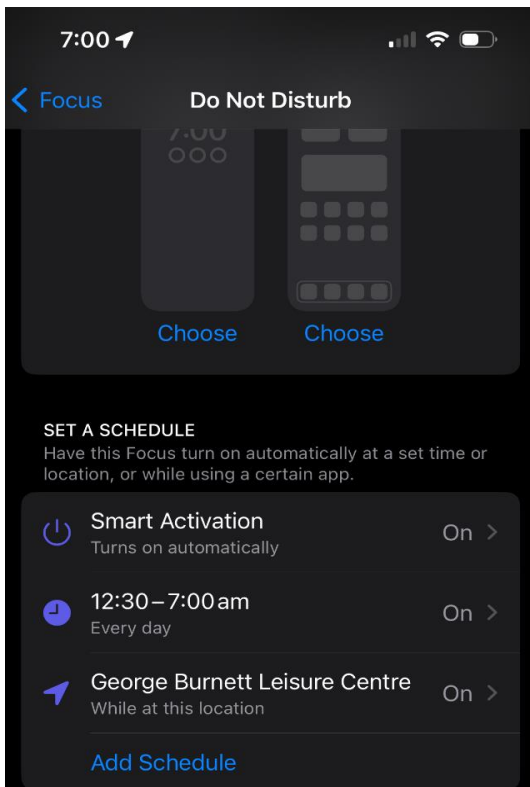 7:00
Focus
Do Not Disturb
7:00
Choose
Choose
SET A SCHEDULE
Have this Focus turn on automatically at a set time or
location, or while using a certain app.
Smart Activation
On
Turns on automatically
12:30–7:00 am
On
Every day
George Burnett Leisure Centre
On
While at this location
Add Schedule